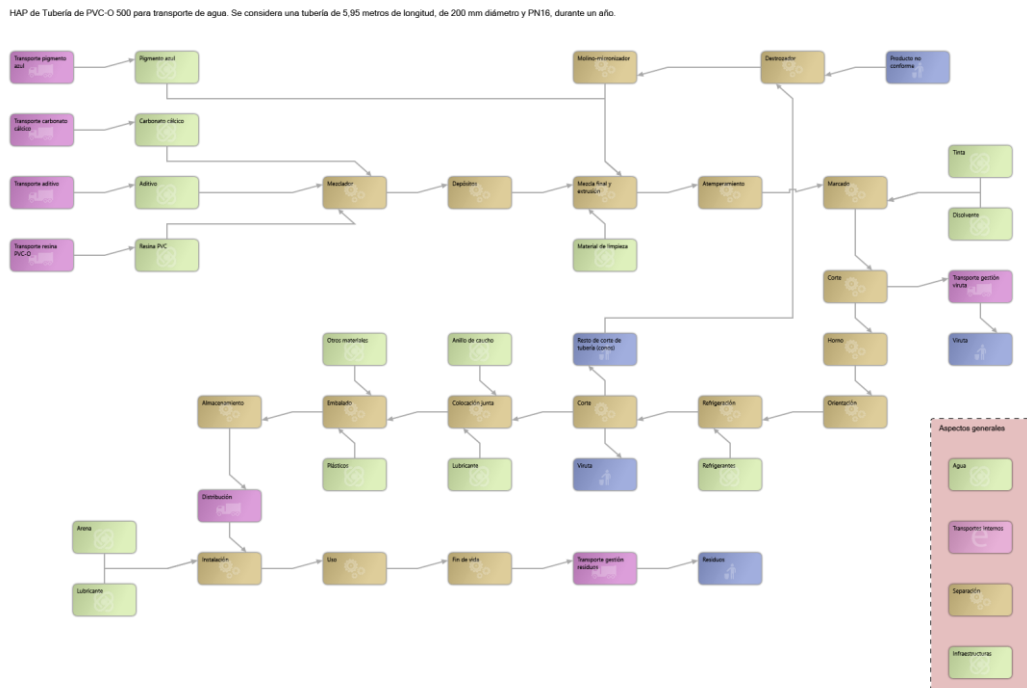 HAP de Tubería de PVC-O 500 para transporte de agua. Se considera una tubería de 5,95 metros de longitud, de 200 mm diámetro y PN16, durante un año.
Transporte pigmento
azul
Pigmento azul
Molino-micronizador
Destrozador
Producto no
conforme
Transporte carbonato
cálcico
Carbonato cálcico
Transporte aditivo
Aditivo
Mezclador
Depósitos
Mezcla final y
extrusión
Atemperamiento
Marcado
Tinta
Disolvente
Transporte resina
PVC-O
Resina PVC
Material de limpieza
Corte
Transporte gestión
viruta
Otros materiales
Anillo de caucho
Resto de corte de
tubería (conos)
Horno
Viruta
Almacenamiento
Embalado
Colocación junta
Corte
Refrigeración
Orientación
Plásticos
Lubricante
Viruta
Refrigerantes
Distribución
Arena
Lubricante
Instalación
Uso
Fin de vida
Transporte gestión
residuos
Residuos
Aspectos generales
Agua
Transportes internos
Separación
Infraestructuras